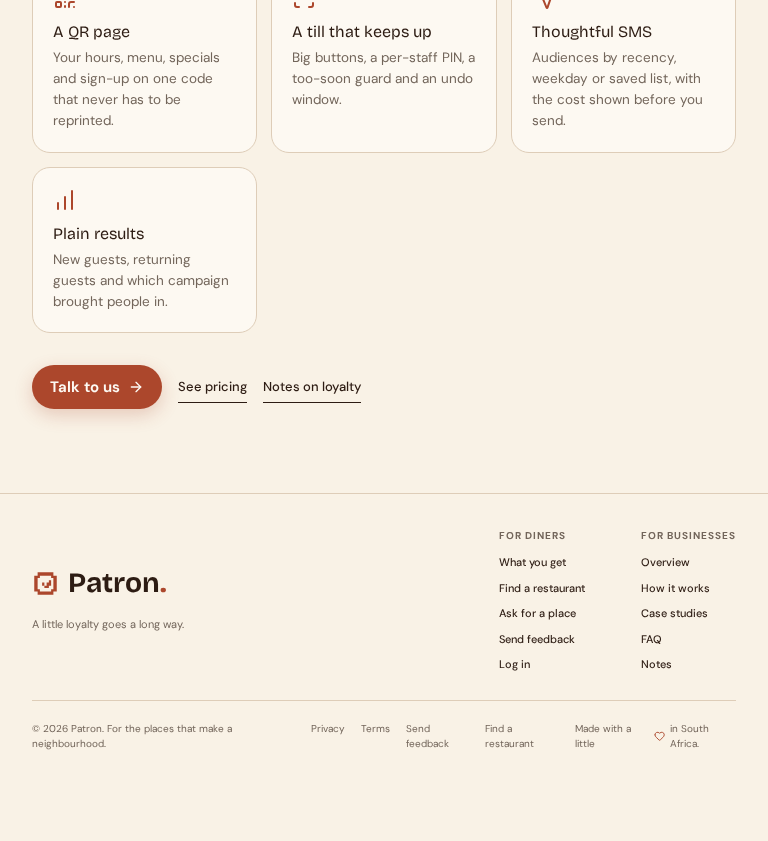 A QR page
Your hours, menu, specials
and sign-up on one code
that never has to be
reprinted.
A till that keeps up
Big buttons, a per-staff PIN, a
too-soon guard and an undo
window.
Thoughtful SMS
Audiences by recency,
weekday or saved list, with
the cost shown before you
send.
Plain results
New guests, returning
guests and which campaign
brought people in.
Talk to us
See pricing
Notes on loyalty
Patron.
A little loyalty goes a long way.
FOR DINERS
What you get
Find a restaurant
Ask for a place
Send feedback
Log in
FOR BUSINESSES
Overview
How it works
Case studies
FAQ
Notes
© 2026 Patron. For the places that make a
neighbourhood.
Privacy
Terms
Send
feedback
Find a
restaurant
Made with a
little
in South
Africa.